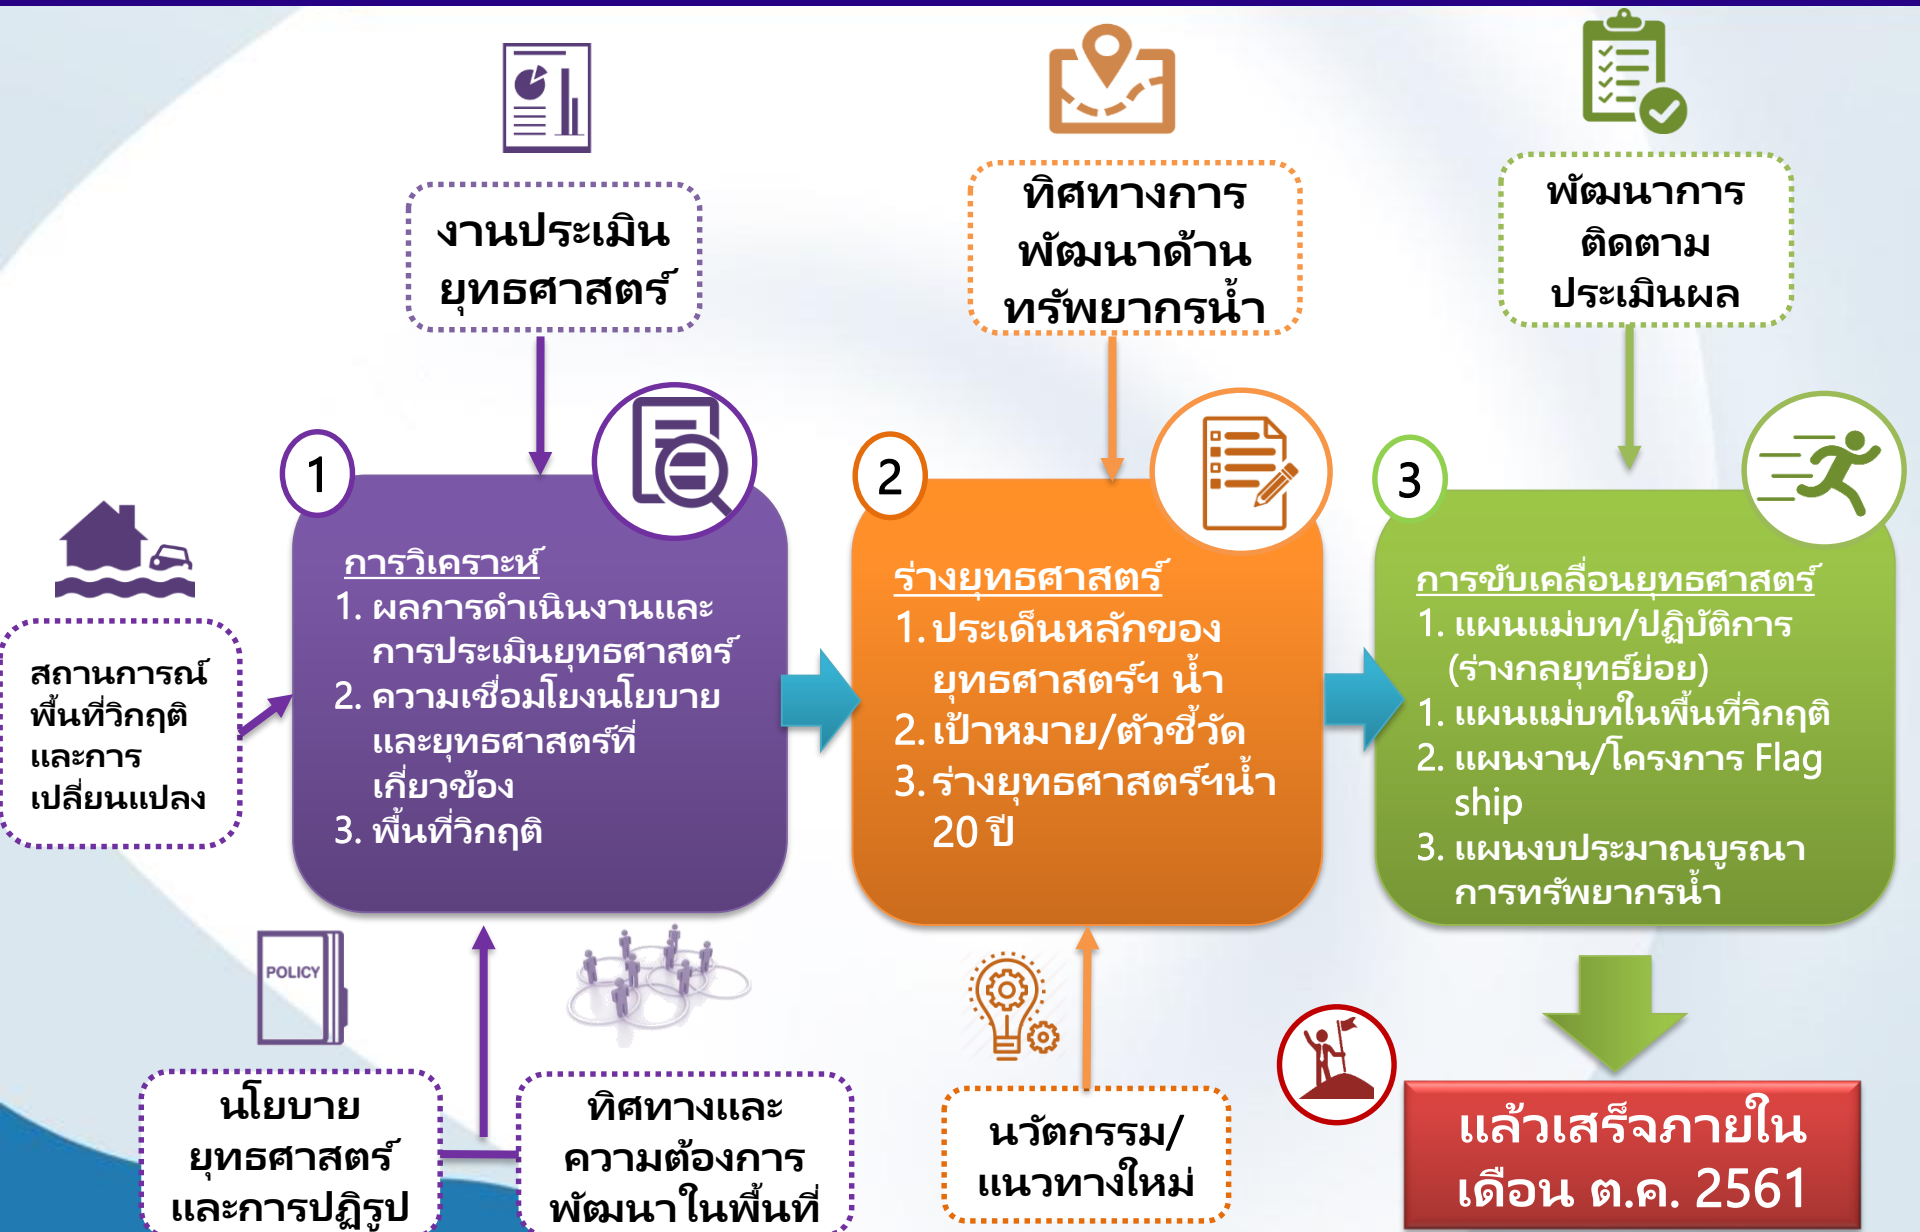 งานประเมิน
ยุทธศาสตร์
ทิศทางการ
พัฒนาด้าน
ทรัพยากรน้ำ
พัฒนาการ
ติดตาม
ประเมินผล
สถานการณ์
พื้นที่วิกฤติ
และการ
เปลี่ยนแปลง
1
การวิเคราะห์
1. ผลการดำเนินงานและ
การประเมินยุทธศาสตร์
2. ความเชื่อมโยงนโยบาย
และยุทธศาสตร์ที่
เกี่ยวข้อง
3. พื้นที่วิกฤติ
2
ร่างยุทธศาสตร์
1. ประเด็นหลักของ
ยุทธศาสตร์ฯ น้ำ
2. เป้าหมาย/ตัวชี้วัด
3. ร่างยุทธศาสตร์ฯน้ำ
20 ปี
3
การขับเคลื่อนยุทธศาสตร์
1. แผนแม่บท/ปฏิบัติการ
(ร่างกลยุทธ์ย่อย)
1. แผนแม่บทในพื้นที่วิกฤติ
2. แผนงาน/โครงการ Flag
ship
3. แผนงบประมาณบูรณา
การทรัพยากรน้ำ
POLICY
นโยบาย
ยุทธศาสตร์
และการปฏิรูป
ทิศทางและ
ความต้องการ
พัฒนาในพื้นที่
นวัตกรรม/
แนวทางใหม่
แล้วเสร็จภายใน
เดือน ต.ค. 2561